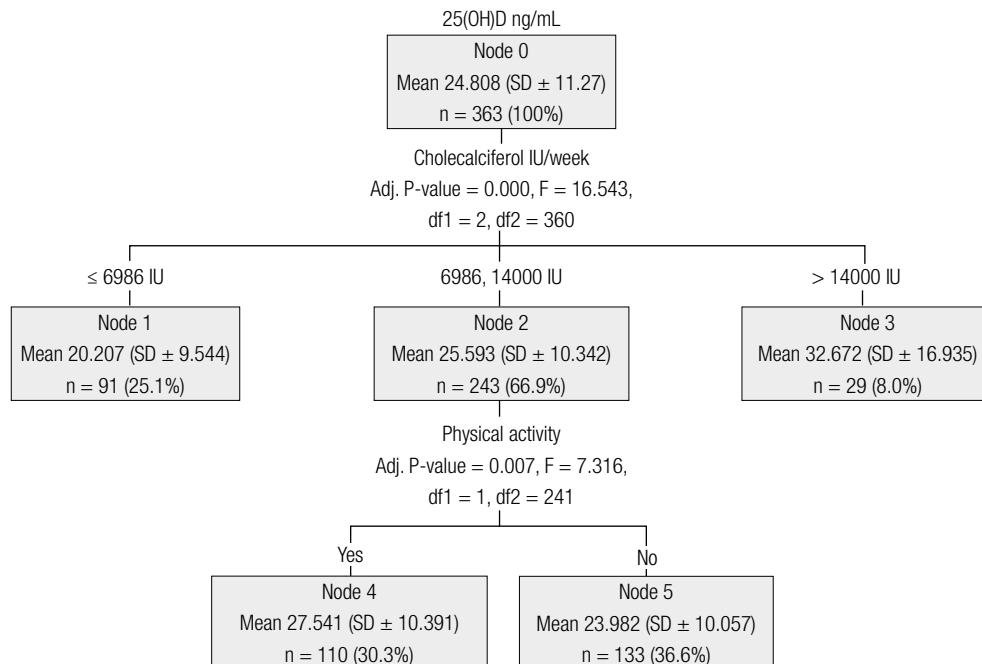 25(OH)D ng/mL
Node 0
Mean 24.808 (SD ± 11.27)
n = 363 (100%)
Cholecalciferol IU/week
Adj. P-value = 0.000, F = 16.543,
df1 = 2, df2 = 360
≤ 6986 IU
6986, 14000 IU
> 14000 IU
Node 1
Mean 20.207 (SD ± 9.544)
n = 91 (25.1%)
Node 2
Mean 25.593 (SD ± 10.342)
n = 243 (66.9%)
Node 3
Mean 32.672 (SD ± 16.935)
n = 29 (8.0%)
Physical activity
Adj. P-value = 0.007, F = 7.316,
df1 = 1, df2 = 241
Yes
No
Node 4
Mean 27.541 (SD ± 10.391)
n = 110 (30.3%)
Node 5
Mean 23.982 (SD ± 10.057)
n = 133 (36.6%)